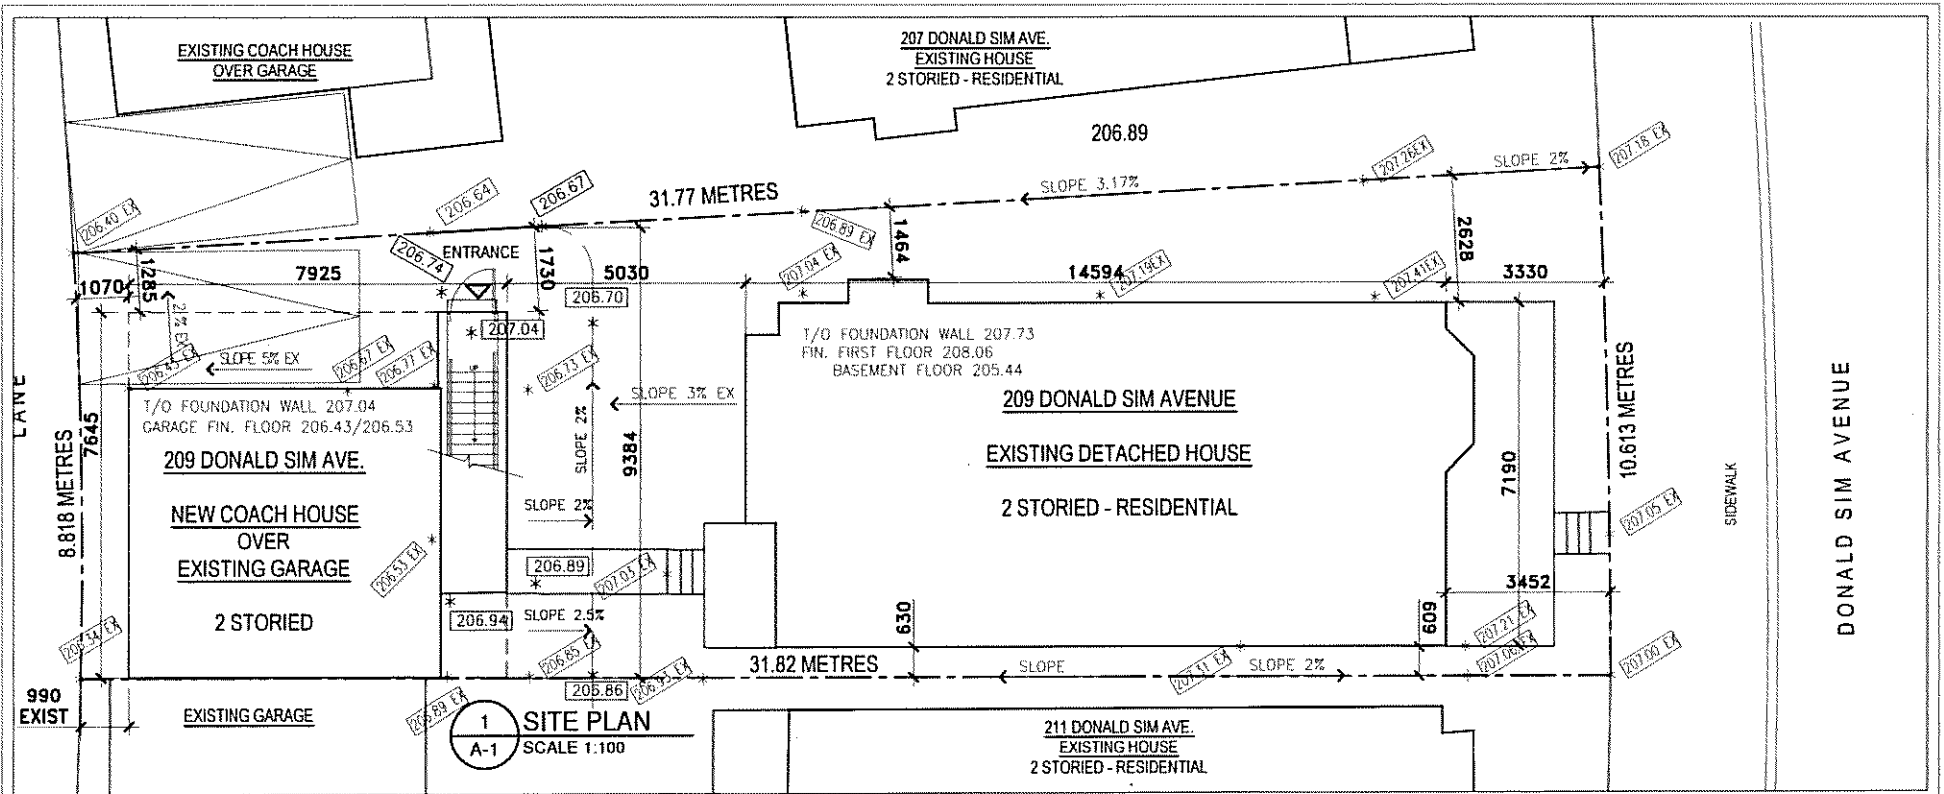 EXISTING COACH HOUSE
OVER GARAGE
207 DONALD SIM AVE.
EXISTING HOUSE
2 STORIED - RESIDENTIAL
206.89
207.26EX
SLOPE 2%
207.18 EX
SLOPE 3.17%
31.77 METRES
206.40 EX
206.64
206.67
206.89 EX
1464
2628
ENTRANCE
206.74
1730
207.04 EX
207.19EX
207.41EX
1070
1285
7925
5030
14594
3330
206.70
207.04
2% EX
SLOPE 5% EX
206.67 EX
206.77 EX
206.73 EX
SLOPE 3% EX
T/O FOUNDATION WALL 207.73
FIN. FIRST FLOOR 208.06
BASEMENT FLOOR 205.44
209 DONALD SIM AVENUE
EXISTING DETACHED HOUSE
2 STORIED - RESIDENTIAL
T/O FOUNDATION WALL 207.04
GARAGE FIN. FLOOR 206.43/206.53
209 DONALD SIM AVE.
NEW COACH HOUSE
OVER
EXISTING GARAGE
2 STORIED
LANE
8.818 METRES
7645
SLOPE 2%
9384
SLOPE 2%
206.53 EX
206.89
207.03 EX
206.94
SLOPE 2.5%
7190
10.613 METRES
207.05 EX
SIDEWALK
DONALD SIM AVENUE
3452
630
609
207.21 EX
207.06 EX
207.00 EX
206.85 EX
31.82 METRES
SLOPE
207.31 EX
SLOPE 2%
990
EXIST
EXISTING GARAGE
206.89 EX
206.86
206.93 EX
1
A-1
SITE PLAN
SCALE 1:100
211 DONALD SIM AVE.
EXISTING HOUSE
2 STORIED - RESIDENTIAL